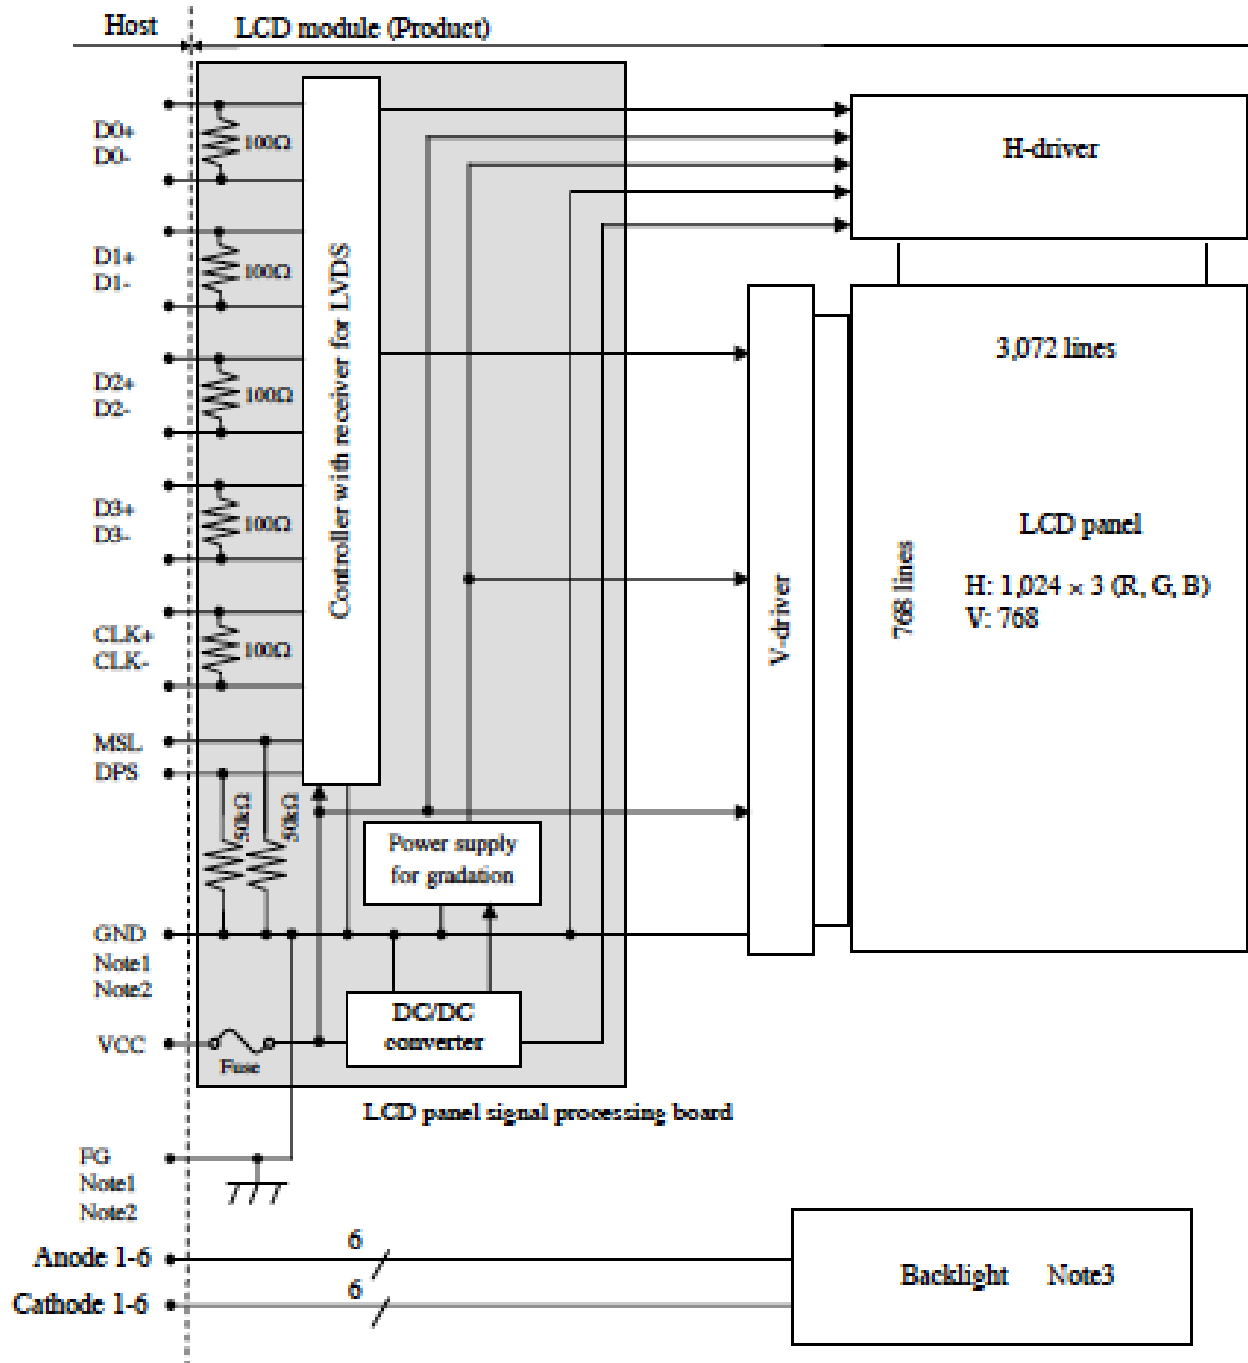 Host
LCD module (Product)
D0+
D0-
100Ω
H-driver
D1+
D1-
100Ω
Controller with receiver for LVDS
D2+
D2-
100Ω
3,072 lines
D3+
D3-
100Ω
LCD panel
768 lines
H: 1,024 × 3 (R, G, B)
V: 768
V-driver
CLK+
CLK-
100Ω
MSL
DPS
50kΩ
50kΩ
Power supply
for gradation
GND
Note1
Note2
DC/DC
converter
VCC
Fuse
LCD panel signal processing board
FG
Note1
Note2
Anode 1-6
6
Cathode 1-6
6
Backlight Note3